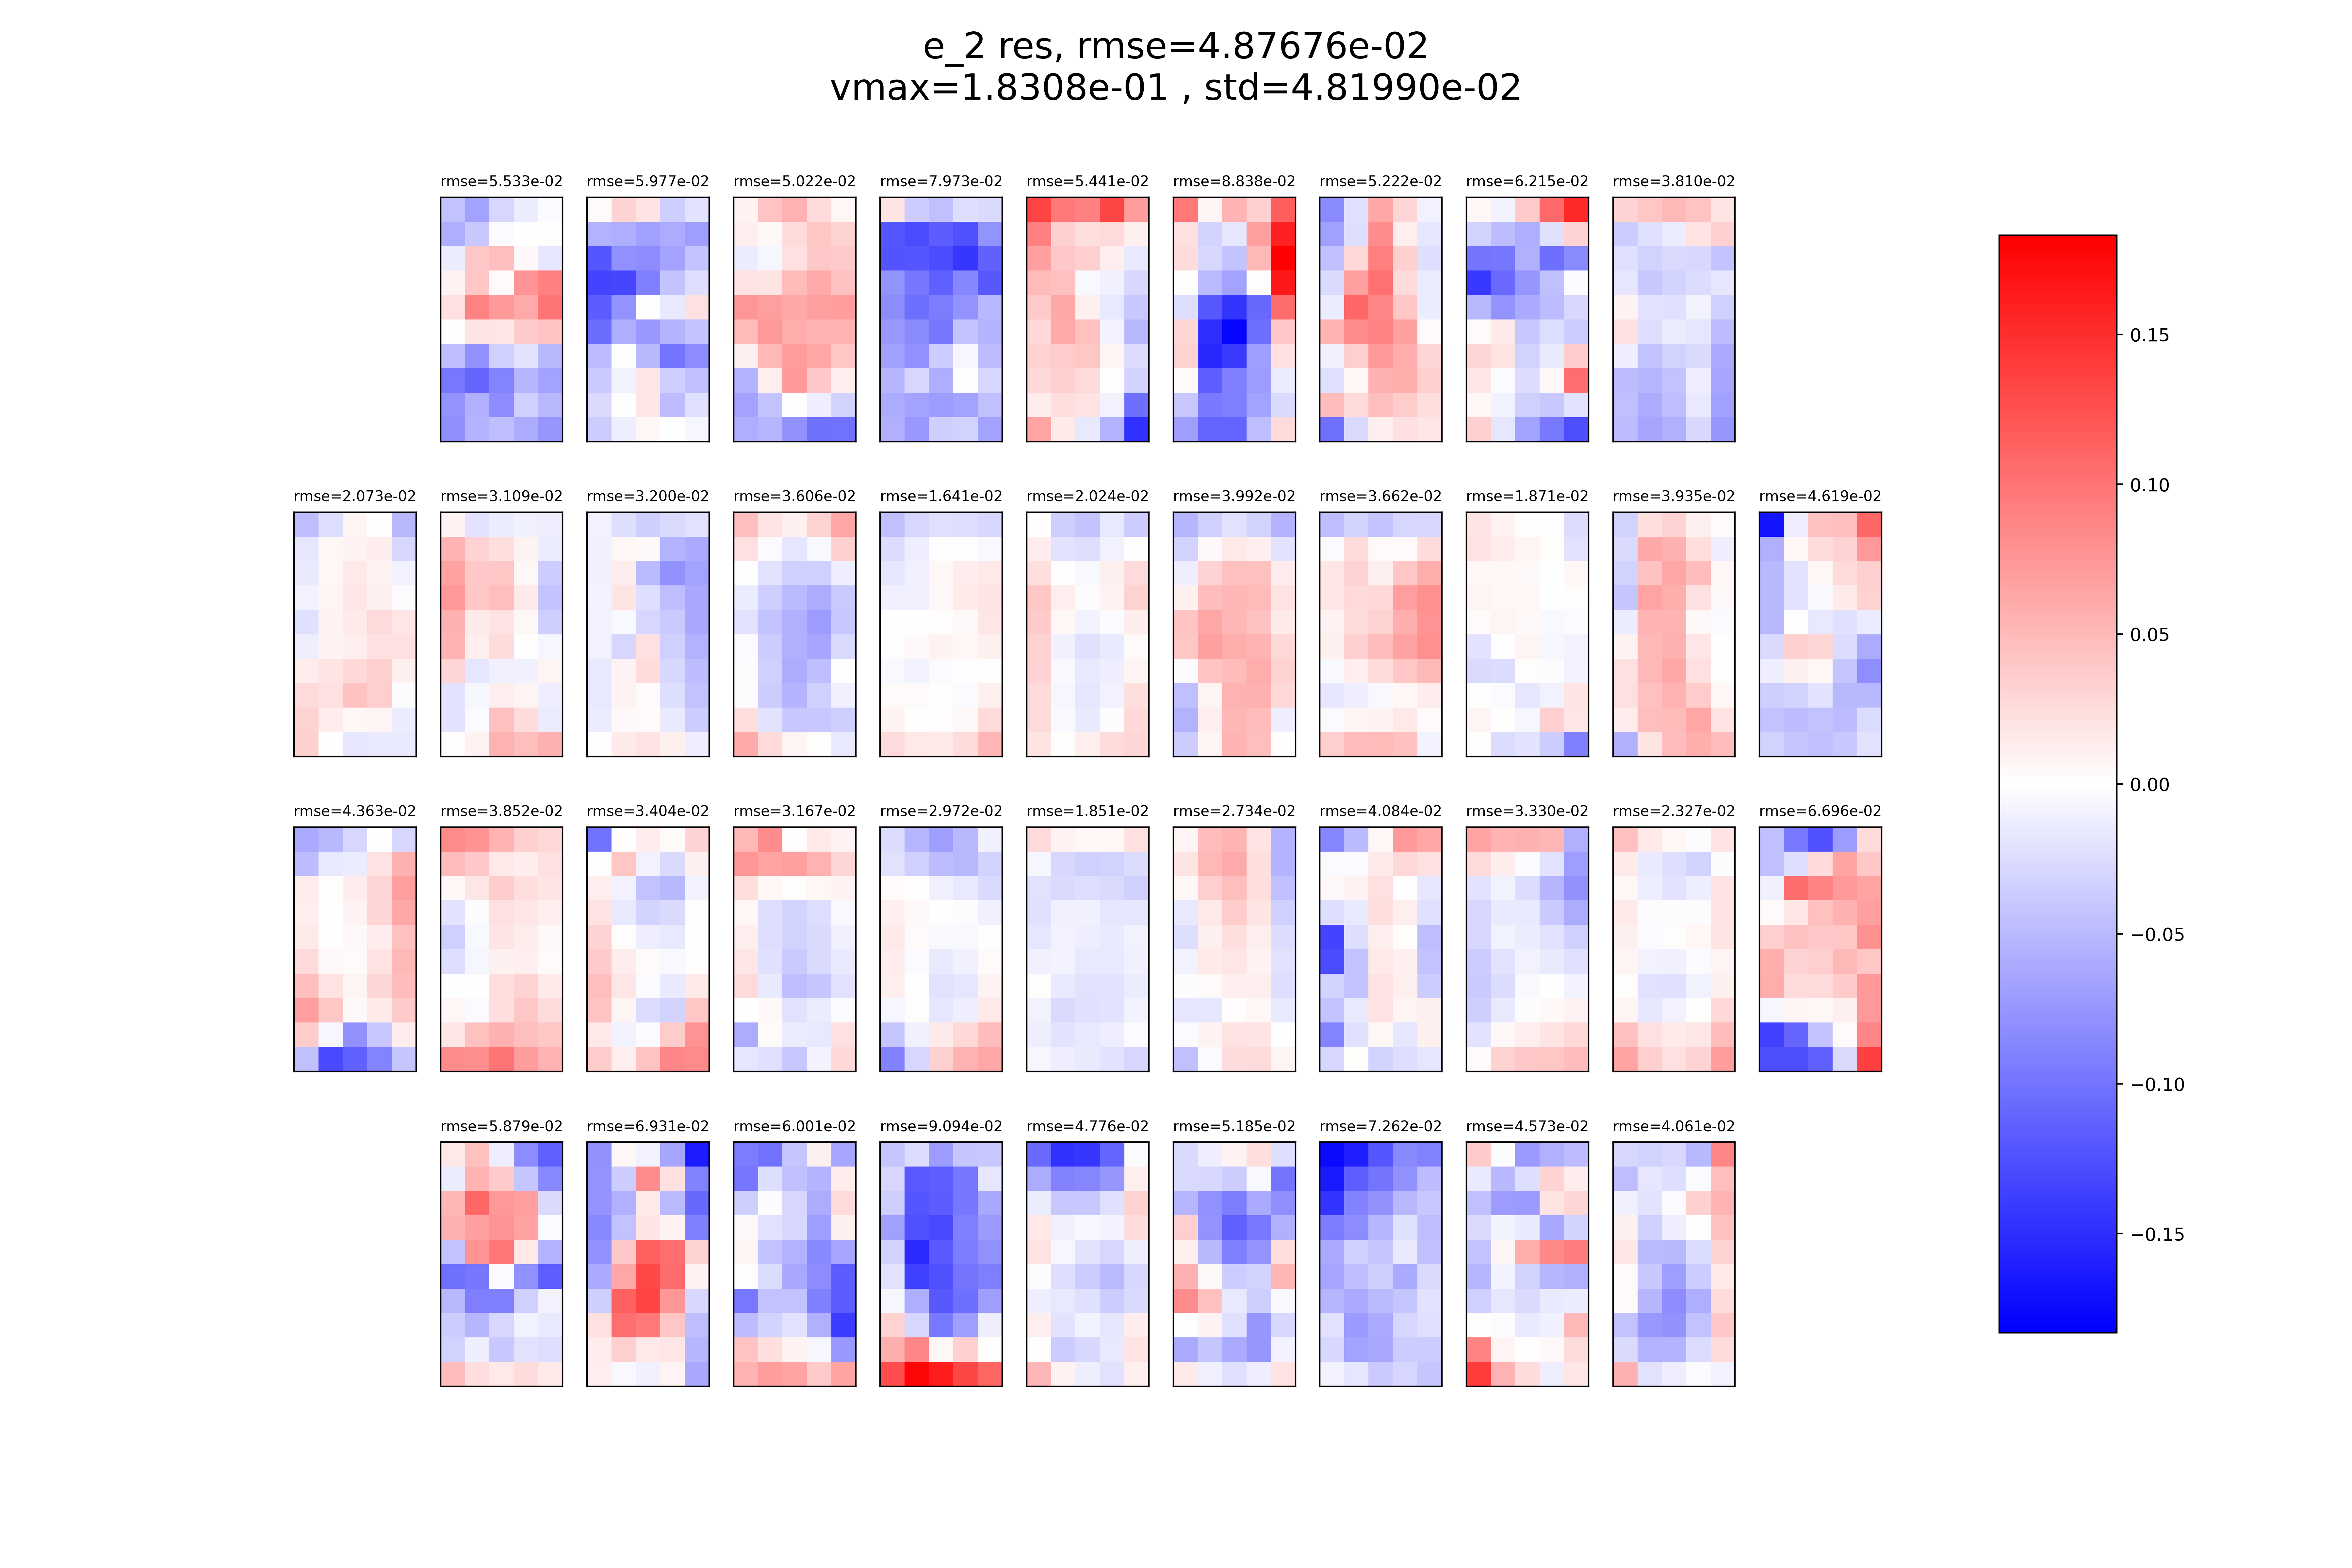 e_2 res, rmse=4.87676e-02
vmax=1.8308e-01 , std=4.81990e-02
rmse=5.533e-02 rmse=5.977e-02 rmse=5.022e-02 rmse=7.973e-02 rmse=5.441e-02 rmse=8.838e-02 rmse=5.222e-02 rmse=6.215e-02 rmse=3.810e-02
rmse=2.073e-02 rmse=3.109e-02 rmse=3.200e-02 rmse=3.606e-02 rmse=1.641e-02 rmse=2.024e-02 rmse=3.992e-02 rmse=3.662e-02 rmse=1.871e-02 rmse=3.935e-02 rmse=4.619e-02
rmse=4.363e-02 rmse=3.852e-02 rmse=3.404e-02 rmse=3.167e-02 rmse=2.972e-02 rmse=1.851e-02 rmse=2.734e-02 rmse=4.084e-02 rmse=3.330e-02 rmse=2.327e-02 rmse=6.696e-02
rmse=5.879e-02 rmse=6.931e-02 rmse=6.001e-02 rmse=9.094e-02 rmse=4.776e-02 rmse=5.185e-02 rmse=7.262e-02 rmse=4.573e-02 rmse=4.061e-02
0.15
0.10
0.05
0.00
−0.05
−0.10
−0.15